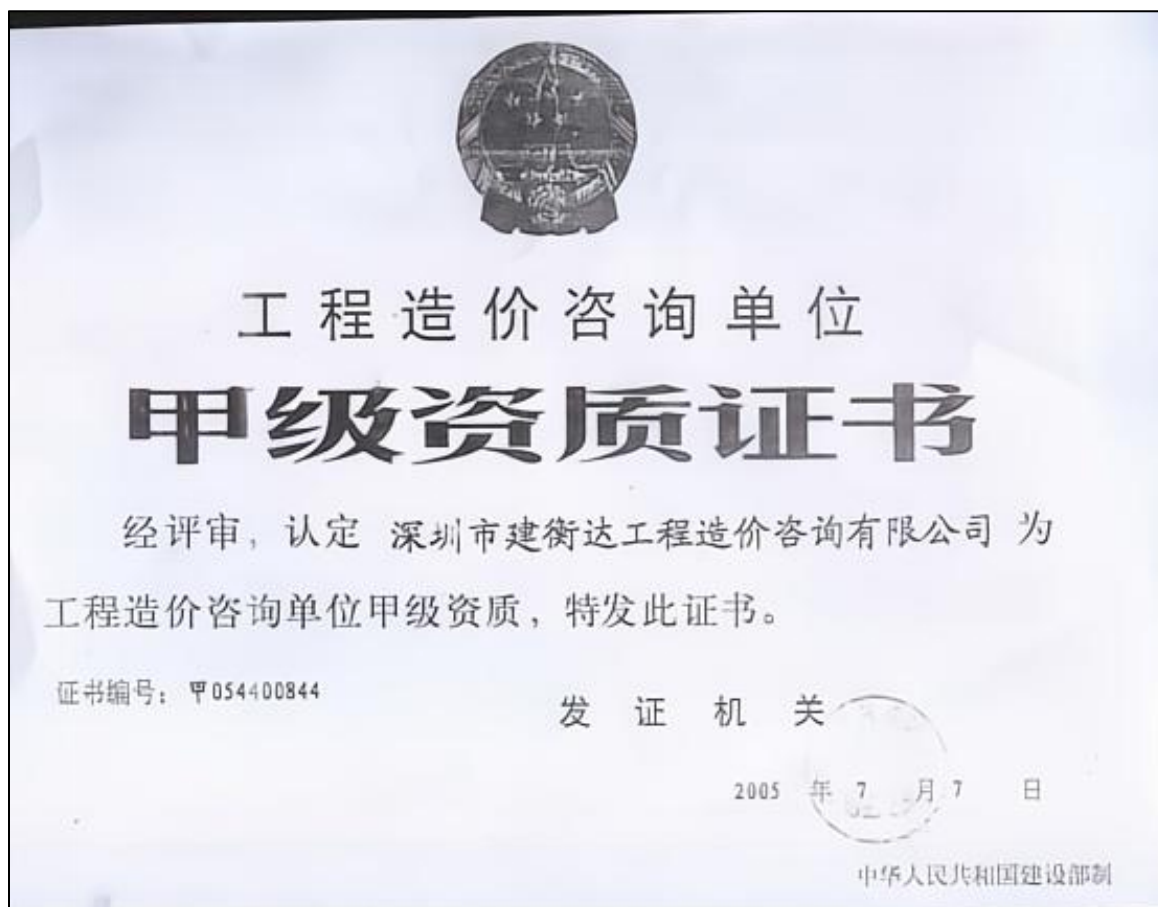 工程造价咨询单位
甲级资质证书
经评审，认定 深圳市建衡达工程造价咨询有限公司 为
工程造价咨询单位甲级资质，特发此证书。
证书编号：甲054400844
发证机关
2005 年 7 月 7 日
中华人民共和国建设部制